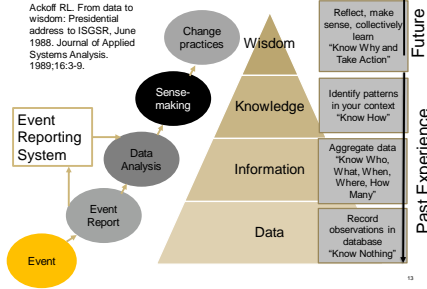 Ackoff RL. From data to
wisdom: Presidential
address to ISGSR, June
1988. Journal of Applied
Systems Analysis.
1989;16:3-9.
Change
practices
Sense-
making
Event
Reporting
System
Data
Analysis
Event
Report
Event
Wisdom
Knowledge
Information
Data
Reflect, make
sense, collectively
learn
“Know Why and
Take Action”
Identify patterns
in your context
“Know How”
Aggregate data
“Know Who,
What, When,
Where, How
Many”
Record
observations in
database
“Know Nothing”
Future
Past Experience
13